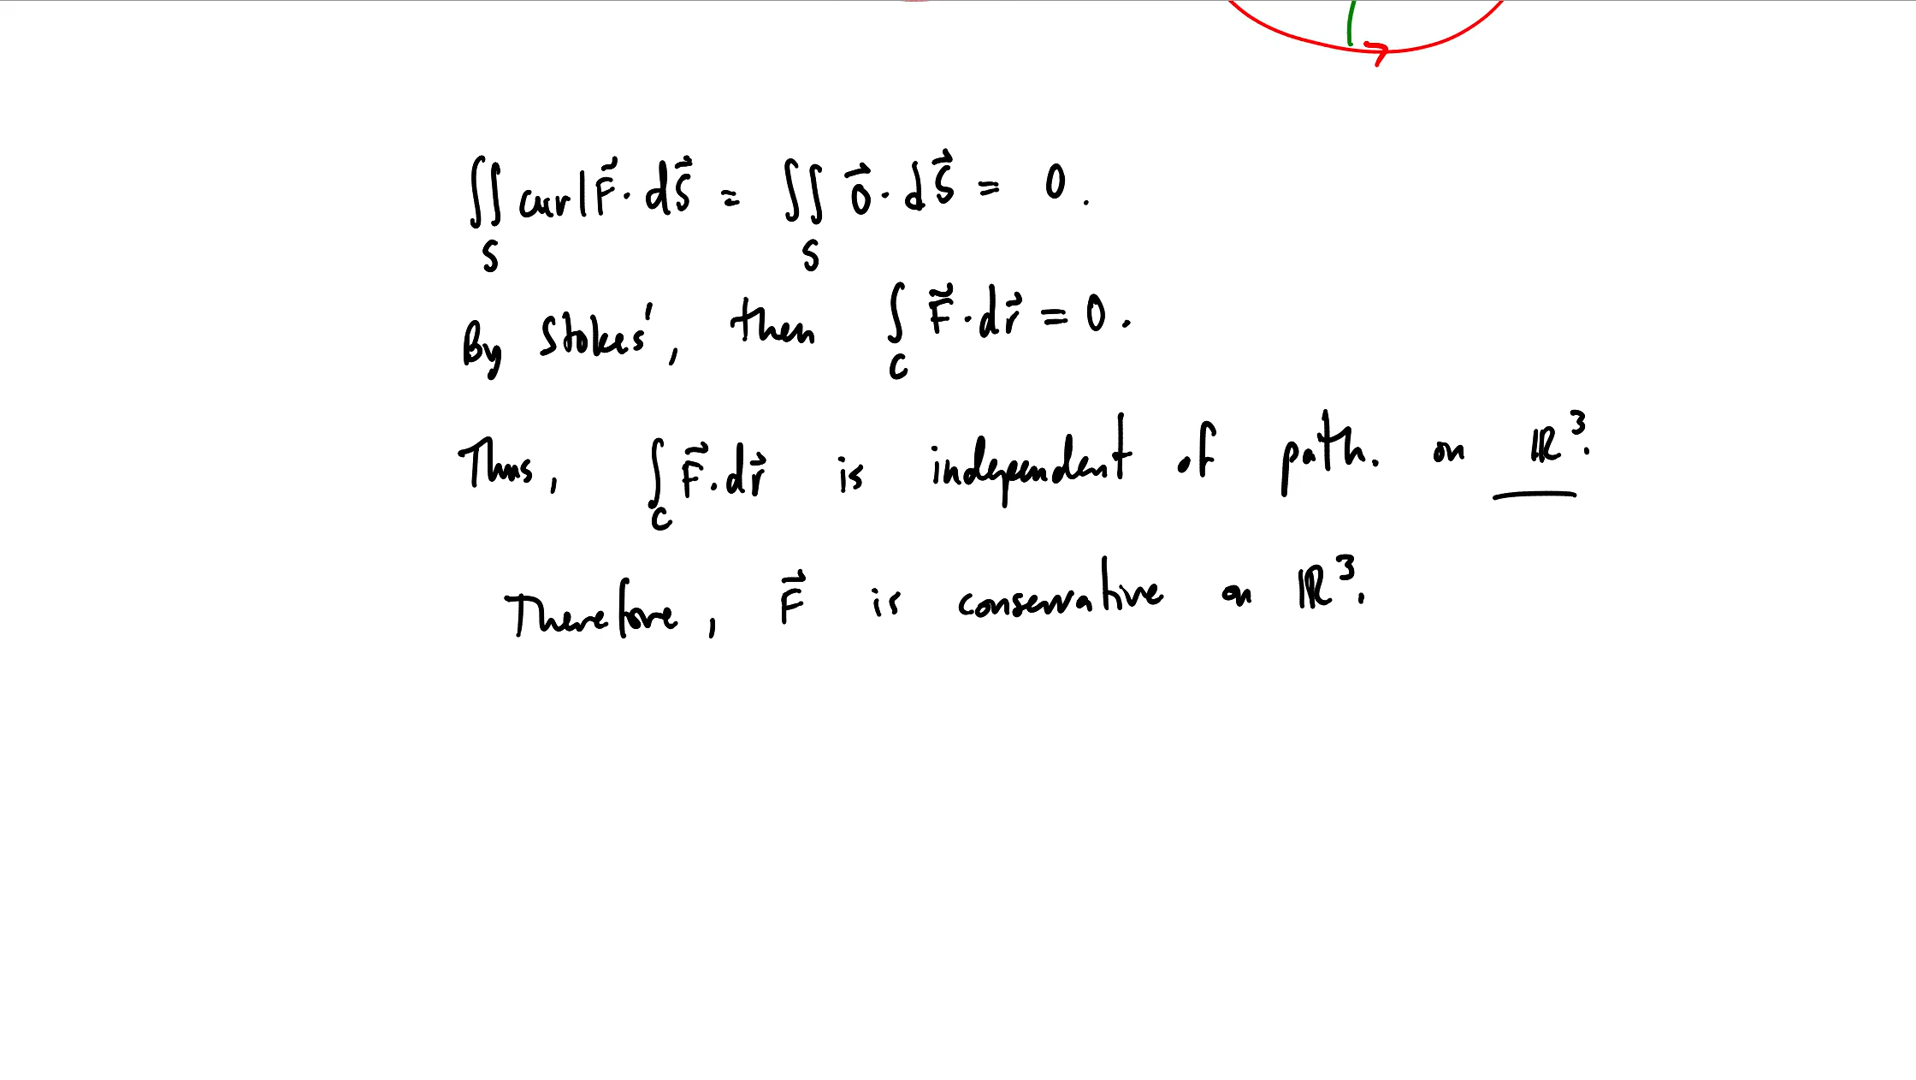 ∬_S curl F⃗ · dS⃗ = ∬_S 0⃗ · dS⃗ = 0.
By Stokes', then ∫_C F⃗ · dr⃗ = 0.
Thus, ∫_C F⃗ · dr⃗ is independent of path. on ℝ³.
Therefore, F⃗ is conservative on ℝ³.